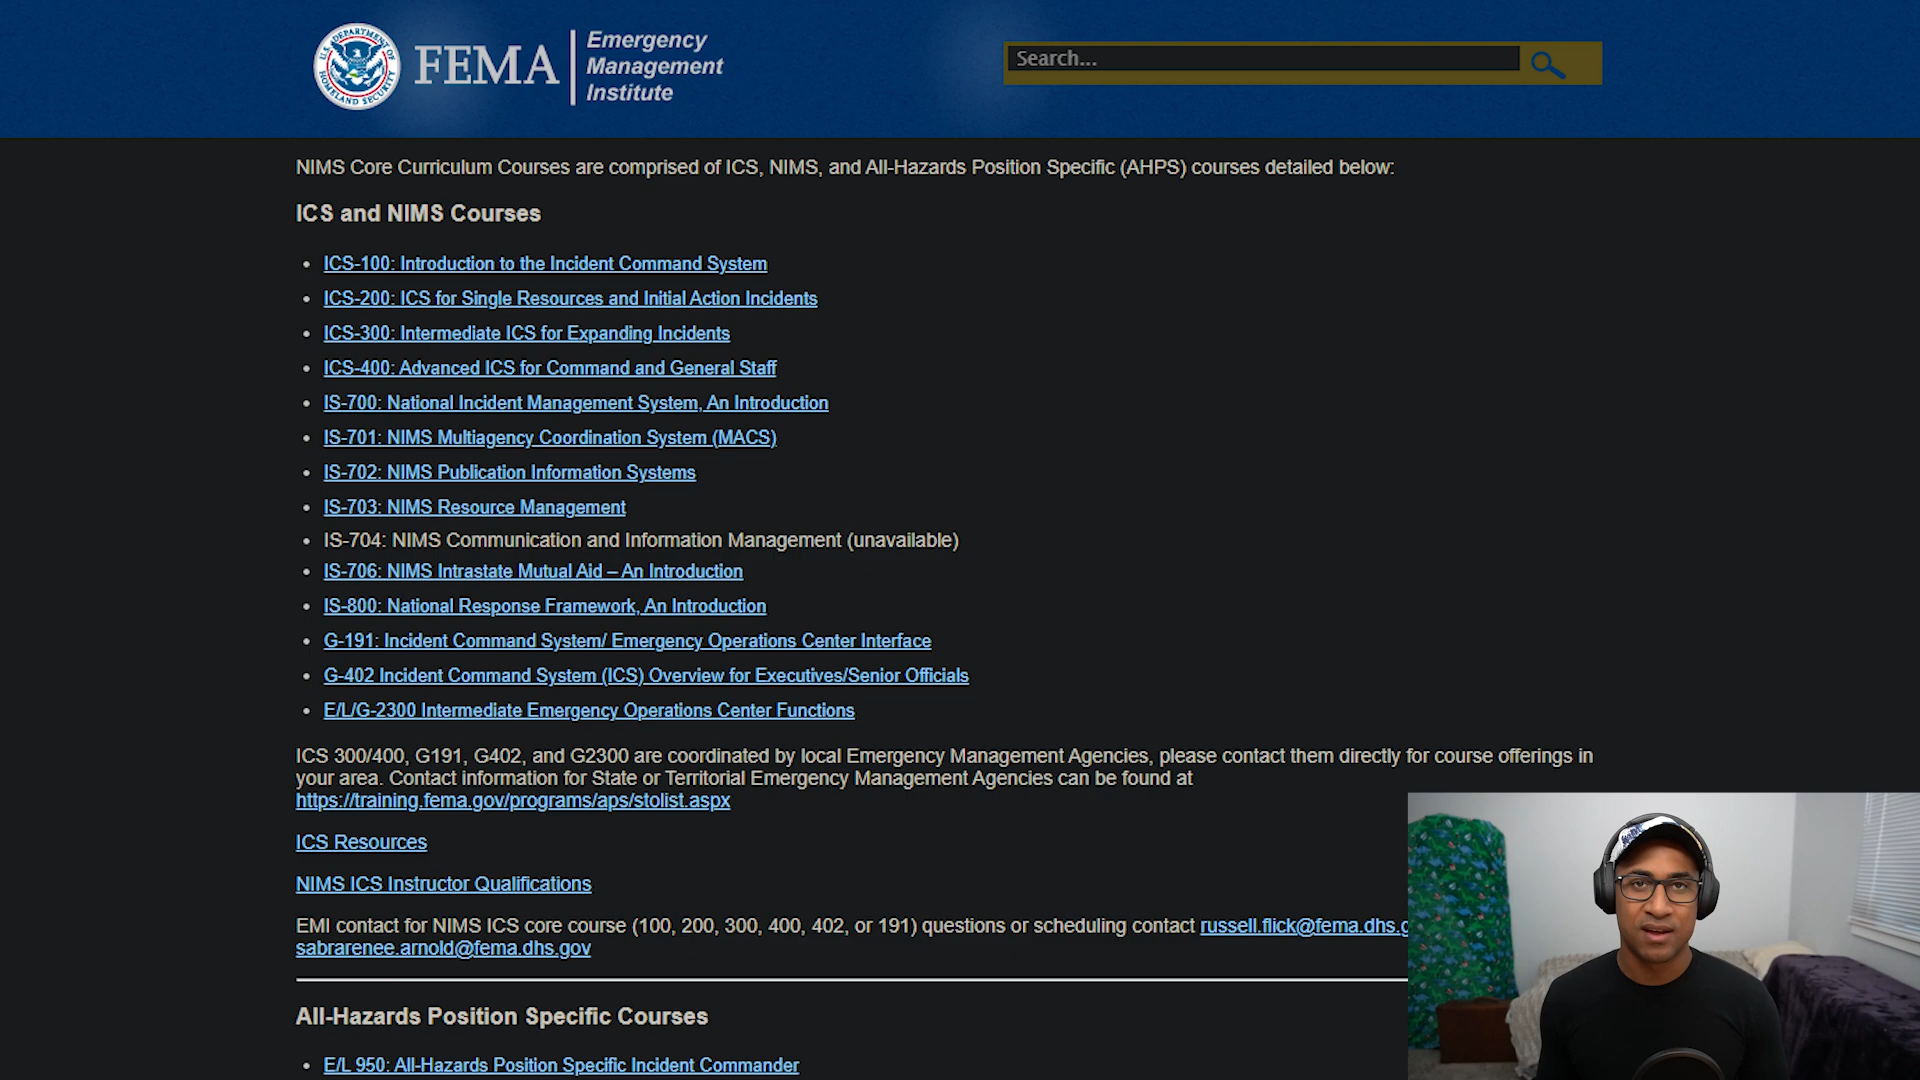 U.S. DEPARTMENT OF HOMELAND SECURITY
FEMA
Emergency
Management
Institute
Search...
NIMS Core Curriculum Courses are comprised of ICS, NIMS, and All-Hazards Position Specific (AHPS) courses detailed below:
ICS and NIMS Courses
ICS-100: Introduction to the Incident Command System
ICS-200: ICS for Single Resources and Initial Action Incidents
ICS-300: Intermediate ICS for Expanding Incidents
ICS-400: Advanced ICS for Command and General Staff
IS-700: National Incident Management System, An Introduction
IS-701: NIMS Multiagency Coordination System (MACS)
IS-702: NIMS Publication Information Systems
IS-703: NIMS Resource Management
IS-704: NIMS Communication and Information Management (unavailable)
IS-706: NIMS Intrastate Mutual Aid – An Introduction
IS-800: National Response Framework, An Introduction
G-191: Incident Command System/ Emergency Operations Center Interface
G-402 Incident Command System (ICS) Overview for Executives/Senior Officials
E/L/G-2300 Intermediate Emergency Operations Center Functions
ICS 300/400, G191, G402, and G2300 are coordinated by local Emergency Management Agencies, please contact them directly for course offerings in
your area. Contact information for State or Territorial Emergency Management Agencies can be found at
https://training.fema.gov/programs/aps/stolist.aspx
ICS Resources
NIMS ICS Instructor Qualifications
EMI contact for NIMS ICS core course (100, 200, 300, 400, 402, or 191) questions or scheduling contact russell.flick@fema.dhs.g
sabrarenee.arnold@fema.dhs.gov
All-Hazards Position Specific Courses
E/L 950: All-Hazards Position Specific Incident Commander